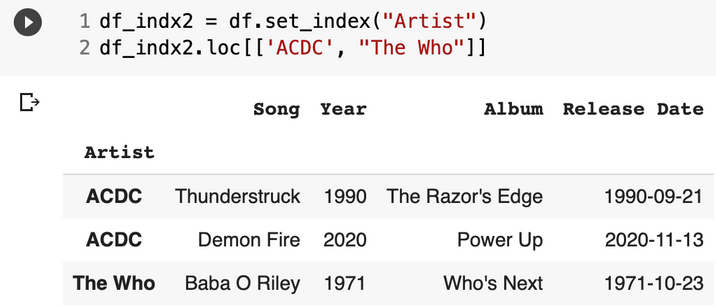 1 df_indx2 = df.set_index("Artist")
2 df_indx2.loc[['ACDC', "The Who"]]
Song Year Album Release Date
Artist
ACDC Thunderstruck 1990 The Razor's Edge 1990-09-21
ACDC Demon Fire 2020 Power Up 2020-11-13
The Who Baba O Riley 1971 Who's Next 1971-10-23